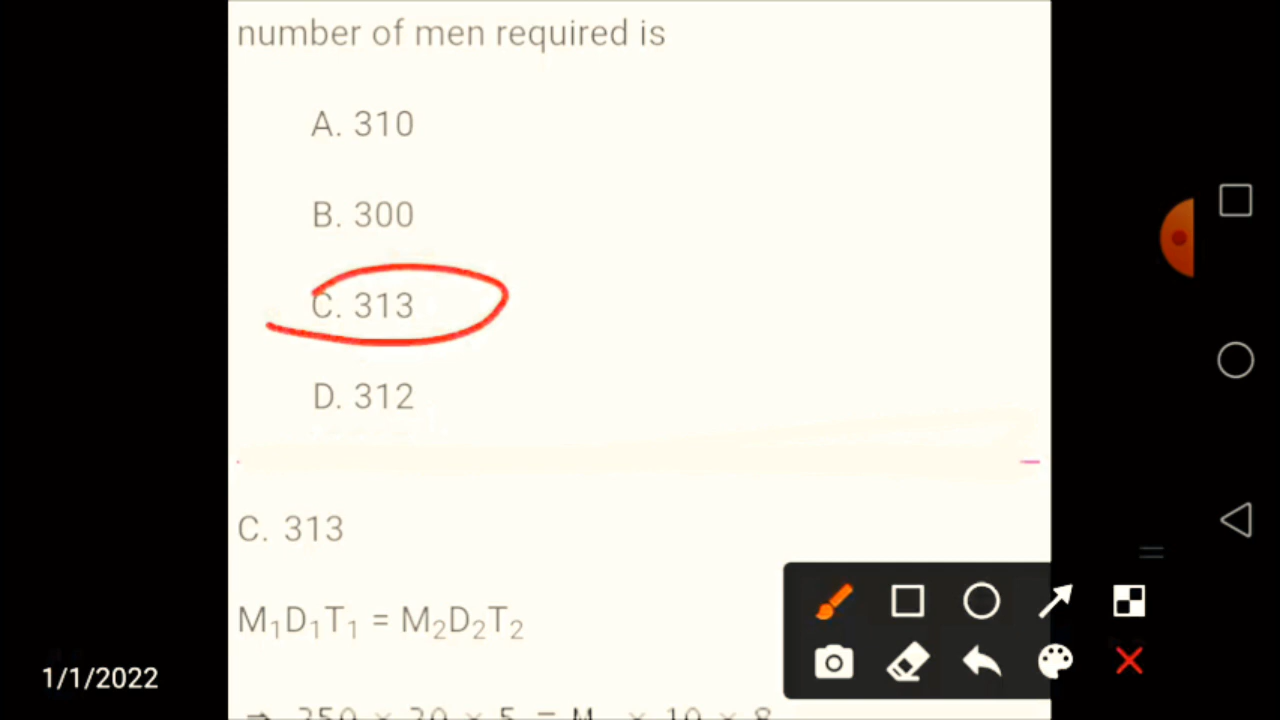 number of men required is
A. 310
B. 300
C. 313
D. 312
C. 313
M₁D₁T₁ = M₂D₂T₂
1/1/2022